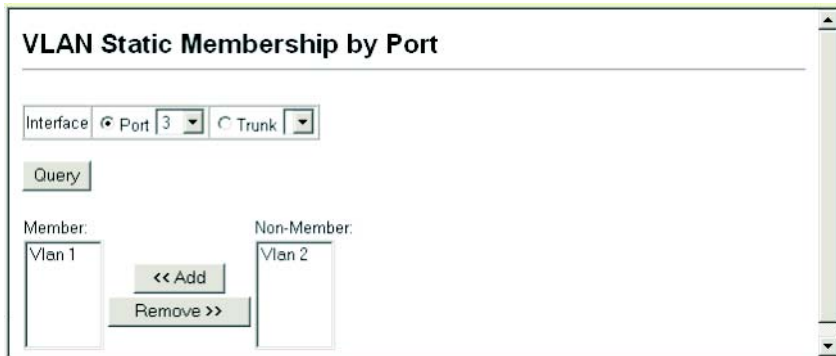 VLAN Static Membership by Port
Interface Port 3 Trunk
Query
Member: Non-Member:
Vlan 1 Vlan 2
<< Add
Remove >>